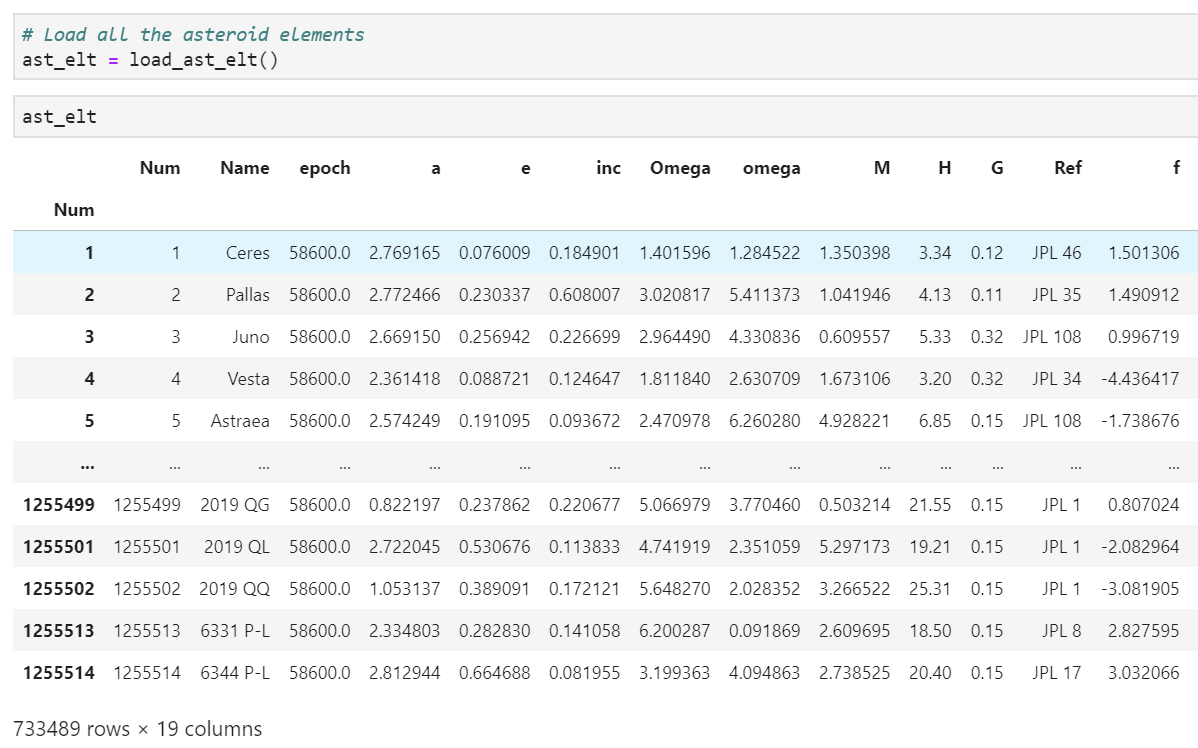 # Load all the asteroid elements
ast_elt = load_ast_elt()
ast_elt
Num Name epoch a e inc Omega omega M H G Ref f
Num
1 1 Ceres 58600.0 2.769165 0.076009 0.184901 1.401596 1.284522 1.350398 3.34 0.12 JPL 46 1.501306
2 2 Pallas 58600.0 2.772466 0.230337 0.608007 3.020817 5.411373 1.041946 4.13 0.11 JPL 35 1.490912
3 3 Juno 58600.0 2.669150 0.256942 0.226699 2.964490 4.330836 0.609557 5.33 0.32 JPL 108 0.996719
4 4 Vesta 58600.0 2.361418 0.088721 0.124647 1.811840 2.630709 1.673106 3.20 0.32 JPL 34 -4.436417
5 5 Astraea 58600.0 2.574249 0.191095 0.093672 2.470978 6.260280 4.928221 6.85 0.15 JPL 108 -1.738676
... ... ... ... ... ... ... ... ... ... ... ... ... ...
1255499 1255499 2019 QG 58600.0 0.822197 0.237862 0.220677 5.066979 3.770460 0.503214 21.55 0.15 JPL 1 0.807024
1255501 1255501 2019 QL 58600.0 2.722045 0.530676 0.113833 4.741919 2.351059 5.297173 19.21 0.15 JPL 1 -2.082964
1255502 1255502 2019 QQ 58600.0 1.053137 0.389091 0.172121 5.648270 2.028352 3.266522 25.31 0.15 JPL 1 -3.081905
1255513 1255513 6331 P-L 58600.0 2.334803 0.282830 0.141058 6.200287 0.091869 2.609695 18.50 0.15 JPL 8 2.827595
1255514 1255514 6344 P-L 58600.0 2.812944 0.664688 0.081955 3.199363 4.094863 2.738525 20.40 0.15 JPL 17 3.032066
733489 rows × 19 columns